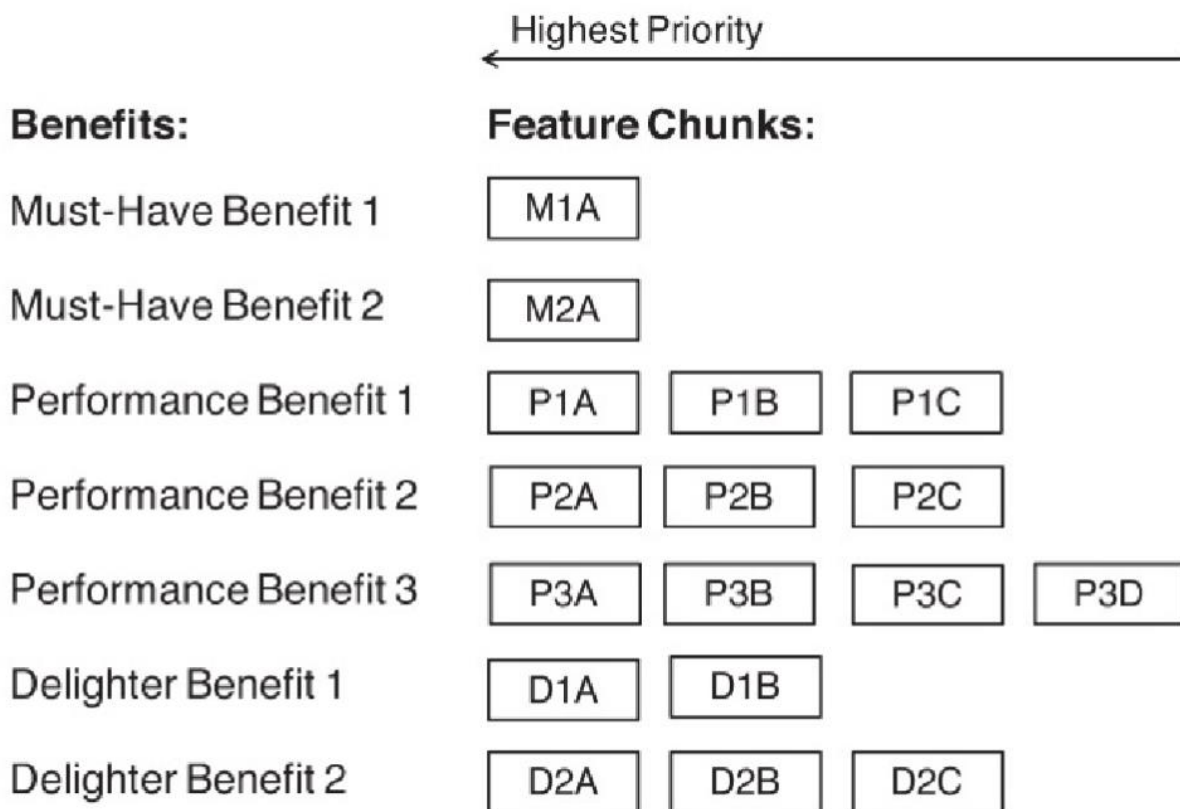 Highest Priority
Benefits: Feature Chunks:
Must-Have Benefit 1 M1A
Must-Have Benefit 2 M2A
Performance Benefit 1 P1A P1B P1C
Performance Benefit 2 P2A P2B P2C
Performance Benefit 3 P3A P3B P3C P3D
Delighter Benefit 1 D1A D1B
Delighter Benefit 2 D2A D2B D2C